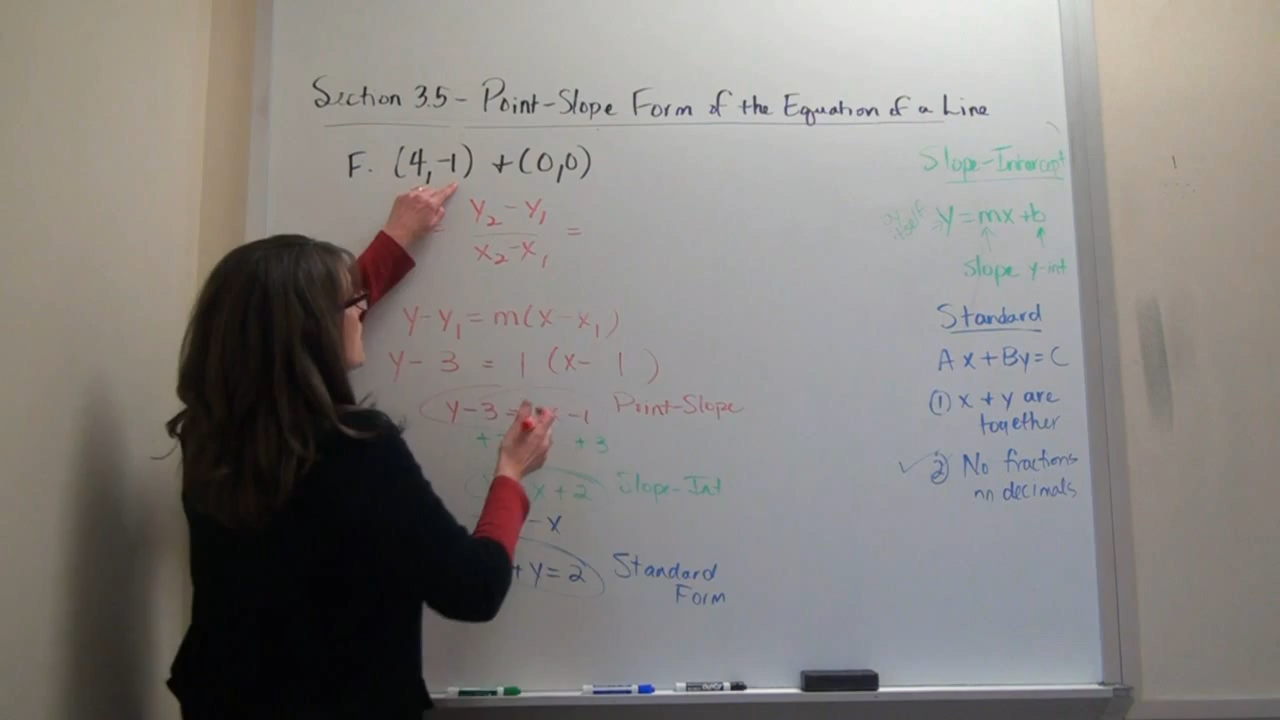 Section 3.5 - Point-Slope Form of the Equation of a Line
F. (4,-1) + (0,0)
= y₂-y₁ / x₂-x₁ =
y-y₁ = m(x-x₁)
y- 3 = 1 (x- 1 )
y-3 = -1 Point-Slope
+ +3
x+2 Slope-Int
-x
+y=2 Standard
Form
Slope-Intercept
y=mx+b
Slope y-int
Standard
Ax+By=C
① x + y are
together
② No fractions
no decimals